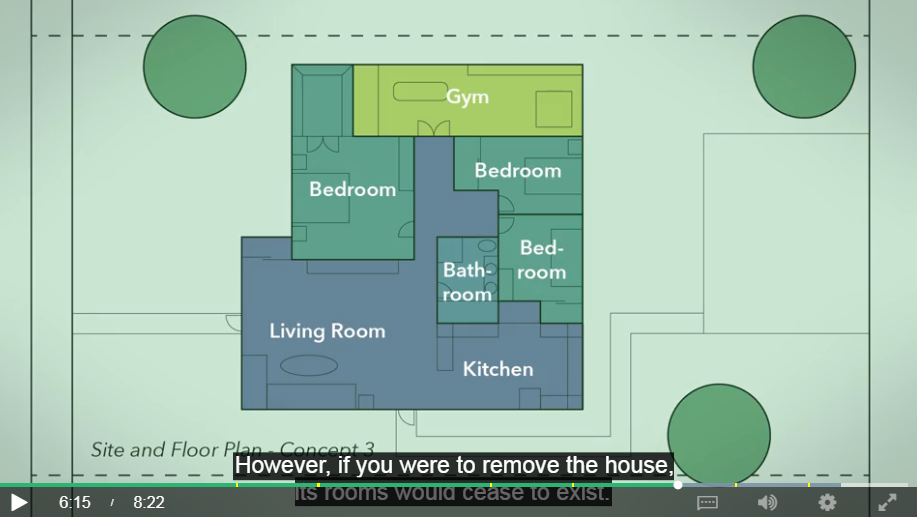 Gym
Bedroom
Bedroom
Bed-
room
Bath-
room
Living Room
Kitchen
Site and Floor Plan - Concept 3
However, if you were to remove the house,
its rooms would cease to exist.
6:15 / 8:22